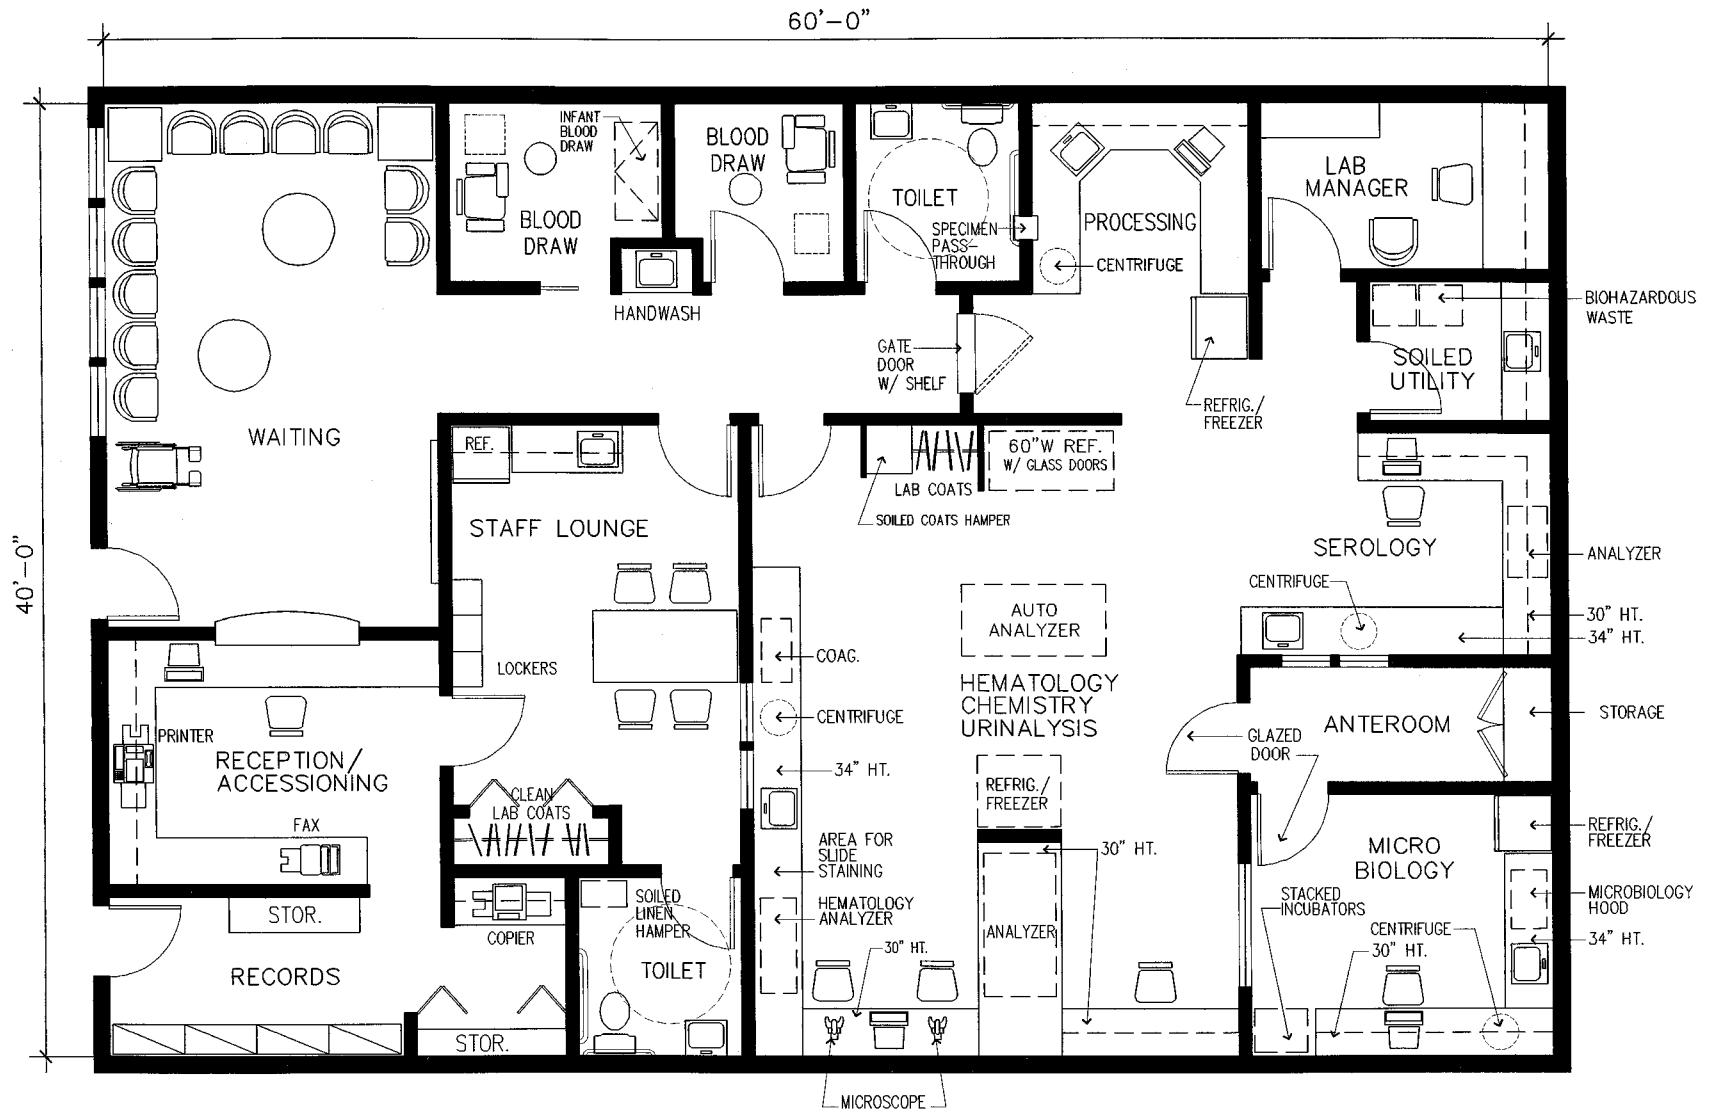 60'-0"
40'-0"
INFANT
BLOOD
DRAW
BLOOD
DRAW
BLOOD
DRAW
TOILET
SPECIMEN
PASS-
THROUGH
PROCESSING
CENTRIFUGE
LAB
MANAGER
BIOHAZARDOUS
WASTE
HANDWASH
GATE
DOOR
W/ SHELF
SOILED
UTILITY
REFRIG./
FREEZER
WAITING
REF.
60"W REF.
W/ GLASS DOORS
LAB COATS
SOILED COATS HAMPER
STAFF LOUNGE
SEROLOGY
ANALYZER
CENTRIFUGE
30" HT.
34" HT.
AUTO
ANALYZER
COAG.
LOCKERS
HEMATOLOGY
CHEMISTRY
URINALYSIS
CENTRIFUGE
ANTEROOM
STORAGE
GLAZED
DOOR
PRINTER
RECEPTION/
ACCESSIONING
34" HT.
CLEAN
LAB COATS
REFRIG./
FREEZER
FAX
AREA FOR
SLIDE
STAINING
30" HT.
MICRO
BIOLOGY
REFRIG./
FREEZER
STACKED
INCUBATORS
MICROBIOLOGY
HOOD
STOR.
SOILED
LINEN
HAMPER
HEMATOLOGY
ANALYZER
ANALYZER
COPIER
30" HT.
CENTRIFUGE
30" HT.
34" HT.
RECORDS
TOILET
STOR.
MICROSCOPE